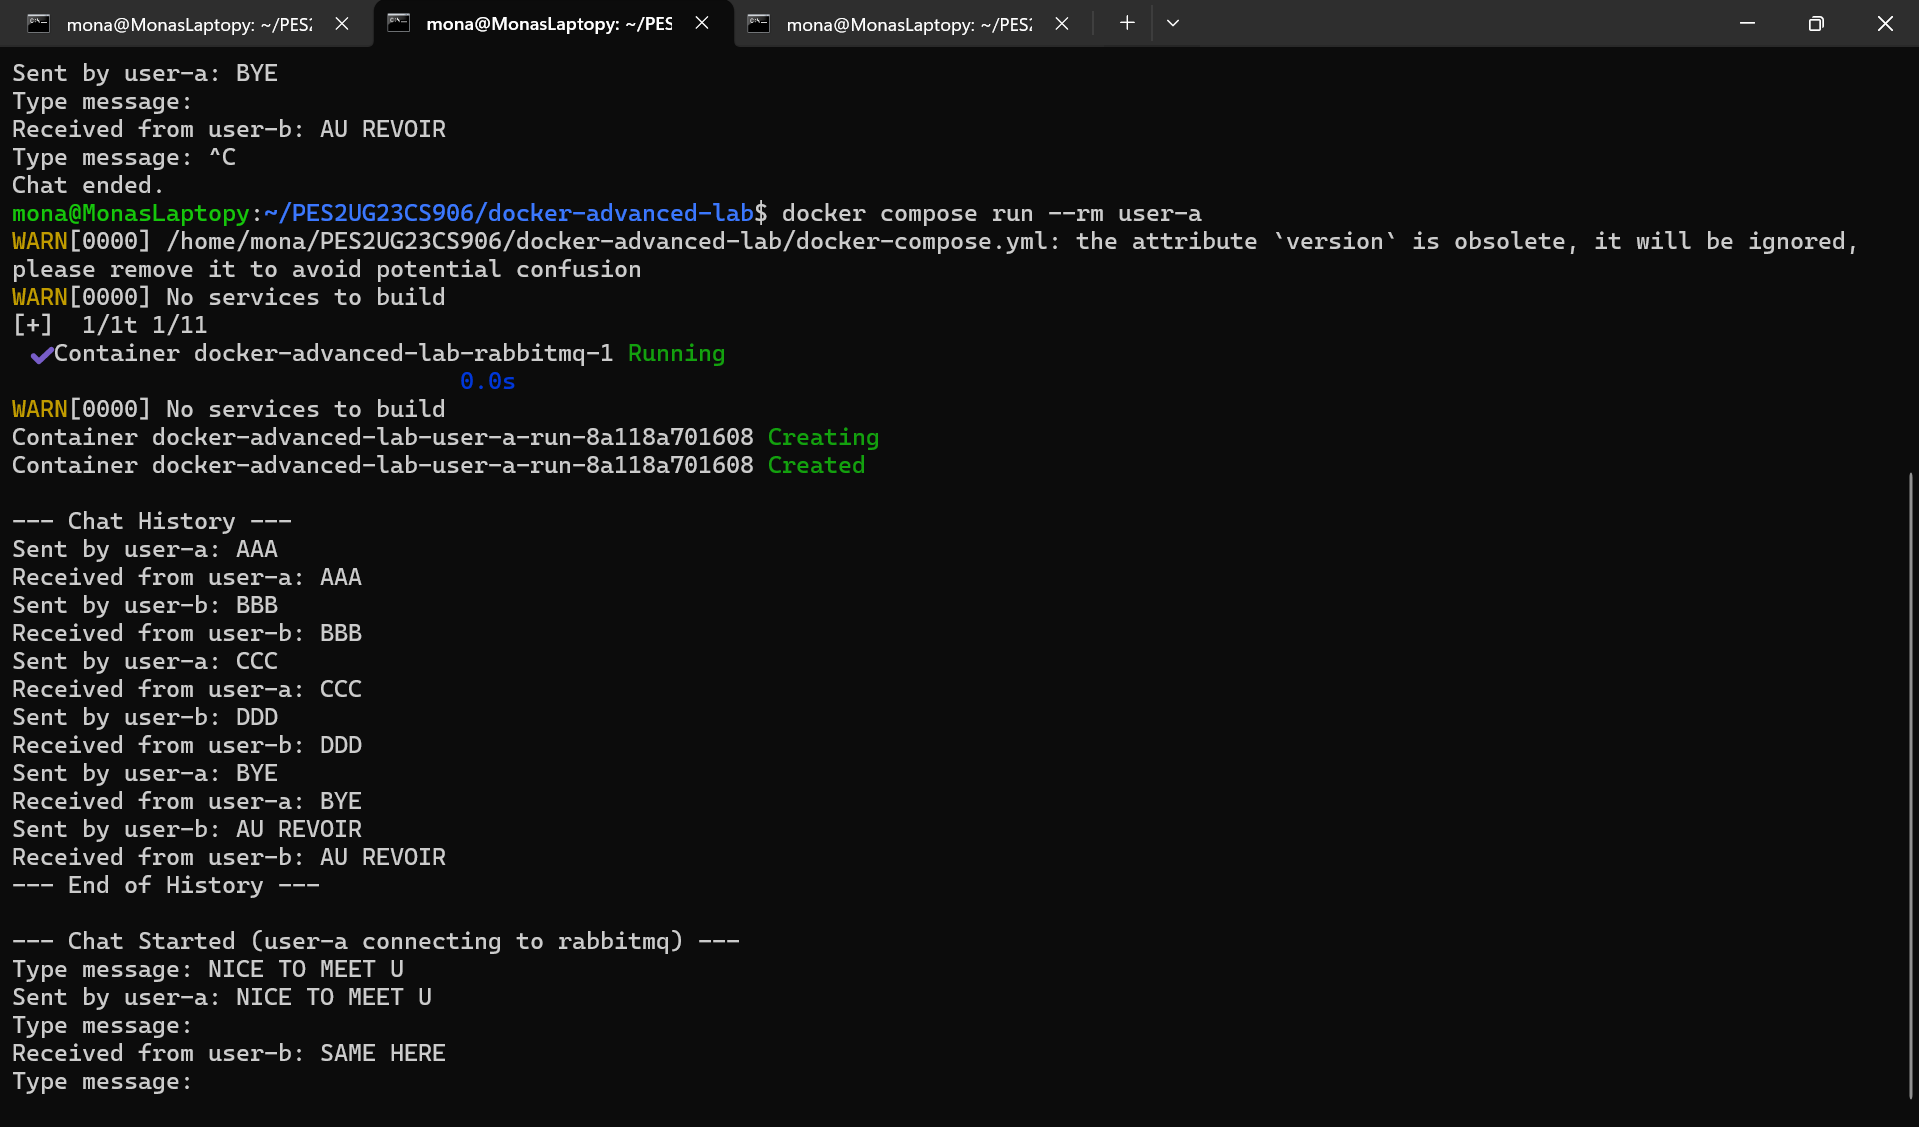 mona@MonasLaptopy: ~/PES2 mona@MonasLaptopy: ~/PES mona@MonasLaptopy: ~/PES2
Sent by user-a: BYE
Type message:
Received from user-b: AU REVOIR
Type message: ^C
Chat ended.
mona@MonasLaptopy:~/PES2UG23CS906/docker-advanced-lab$ docker compose run --rm user-a
WARN[0000] /home/mona/PES2UG23CS906/docker-advanced-lab/docker-compose.yml: the attribute `version` is obsolete, it will be ignored,
please remove it to avoid potential confusion
WARN[0000] No services to build
[+]  1/1t 1/11
✔Container docker-advanced-lab-rabbitmq-1 Running
0.0s
WARN[0000] No services to build
Container docker-advanced-lab-user-a-run-8a118a701608 Creating
Container docker-advanced-lab-user-a-run-8a118a701608 Created
--- Chat History ---
Sent by user-a: AAA
Received from user-a: AAA
Sent by user-b: BBB
Received from user-b: BBB
Sent by user-a: CCC
Received from user-a: CCC
Sent by user-b: DDD
Received from user-b: DDD
Sent by user-a: BYE
Received from user-a: BYE
Sent by user-b: AU REVOIR
Received from user-b: AU REVOIR
--- End of History ---
--- Chat Started (user-a connecting to rabbitmq) ---
Type message: NICE TO MEET U
Sent by user-a: NICE TO MEET U
Type message:
Received from user-b: SAME HERE
Type message: